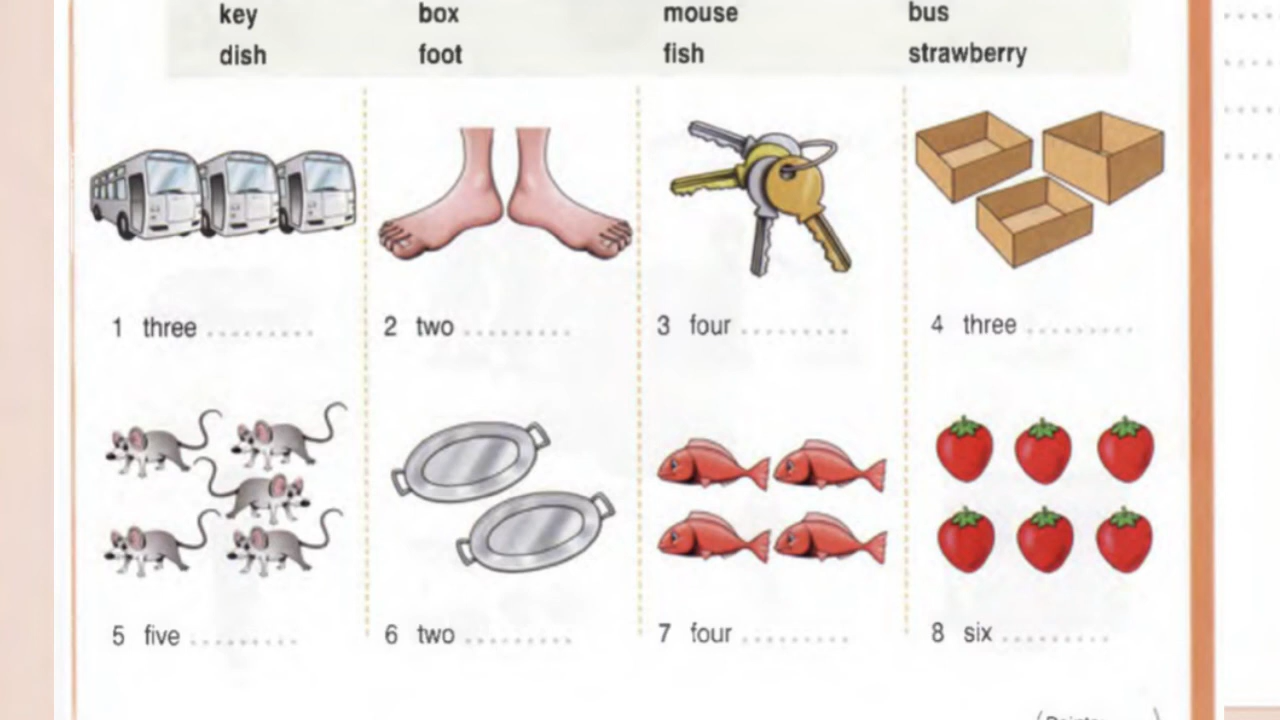 key box mouse bus
dish foot fish strawberry
1 three ............ 2 two ............ 3 four ............ 4 three ............
5 five ............ 6 two ............ 7 four ............ 8 six ............